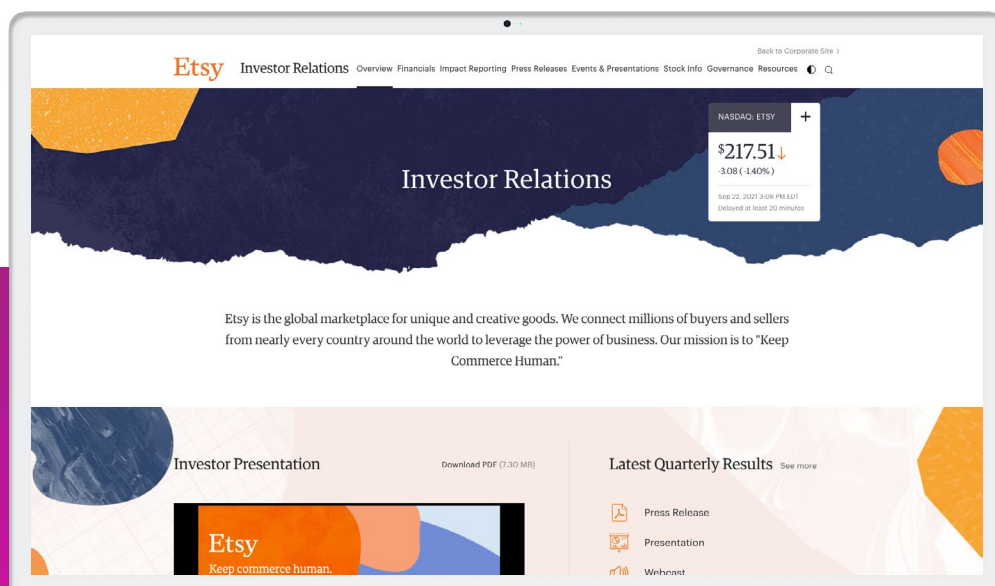 Back to Corporate Site >
Etsy Investor Relations Overview Financials Impact Reporting Press Releases Events & Presentations Stock Info Governance Resources
NASDAQ: ETSY +
$217.51↓
-3.08 ( -1.40% )
Sep 22, 2021 3:06 PM EDT
Delayed at least 20 minutes
Investor Relations
Etsy is the global marketplace for unique and creative goods. We connect millions of buyers and sellers
from nearly every country around the world to leverage the power of business. Our mission is to "Keep
Commerce Human."
Investor Presentation
Download PDF (7.30 MB)
Etsy
Keep commerce human.
Latest Quarterly Results See more
Press Release
Presentation
Webcast